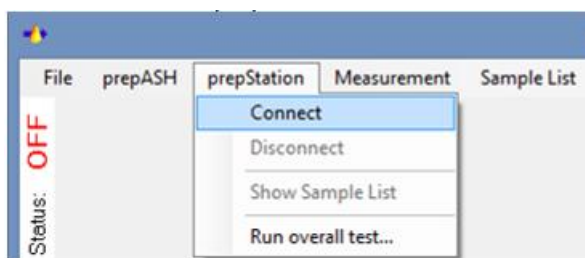 File prepASH prepStation Measurement Sample List
Connect
Disconnect
Show Sample List
Run overall test...
Status: OFF